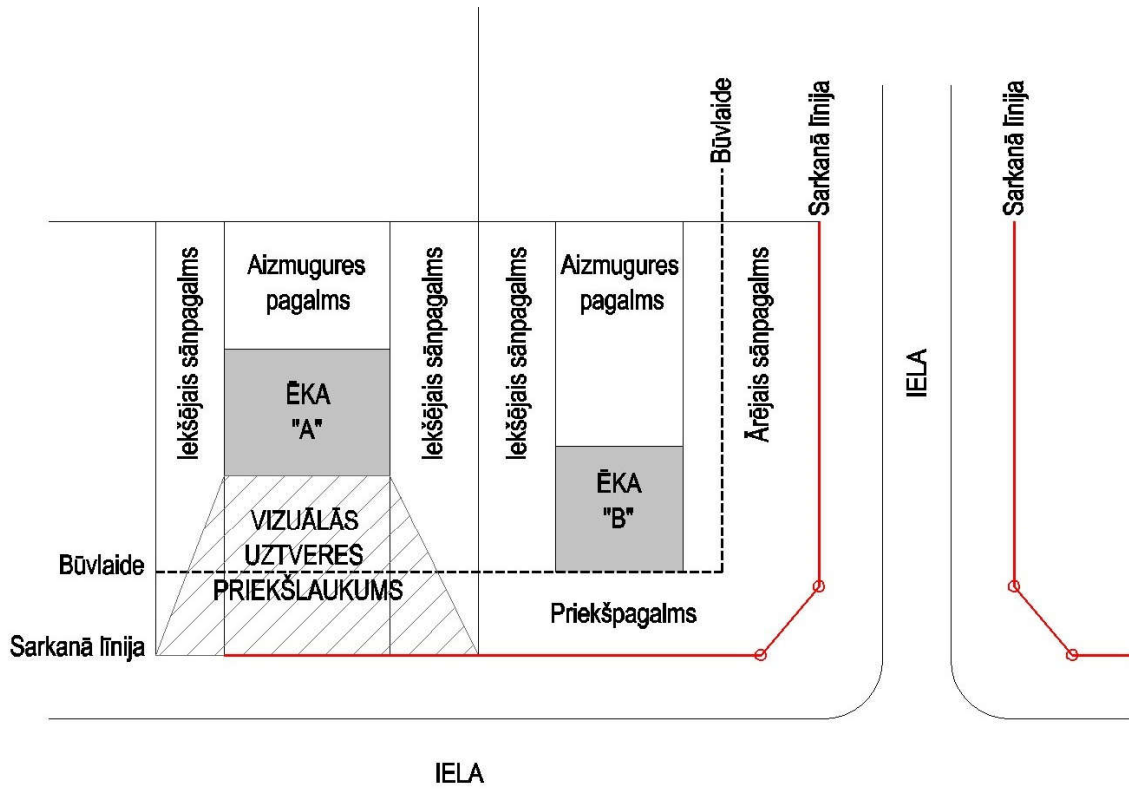 Būvlaide
Sarkanā līnija
Sarkanā līnija
Iekšējais sānpagalms
Aizmugures
pagalms
Iekšējais sānpagalms
Iekšējais sānpagalms
Aizmugures
pagalms
Ārējais sānpagalms
IELA
ĒKA
"A"
ĒKA
"B"
VIZUĀLĀS
UZTVERES
PRIEKŠLAUKUMS
Būvlaide
Priekšpagalms
Sarkanā līnija
IELA